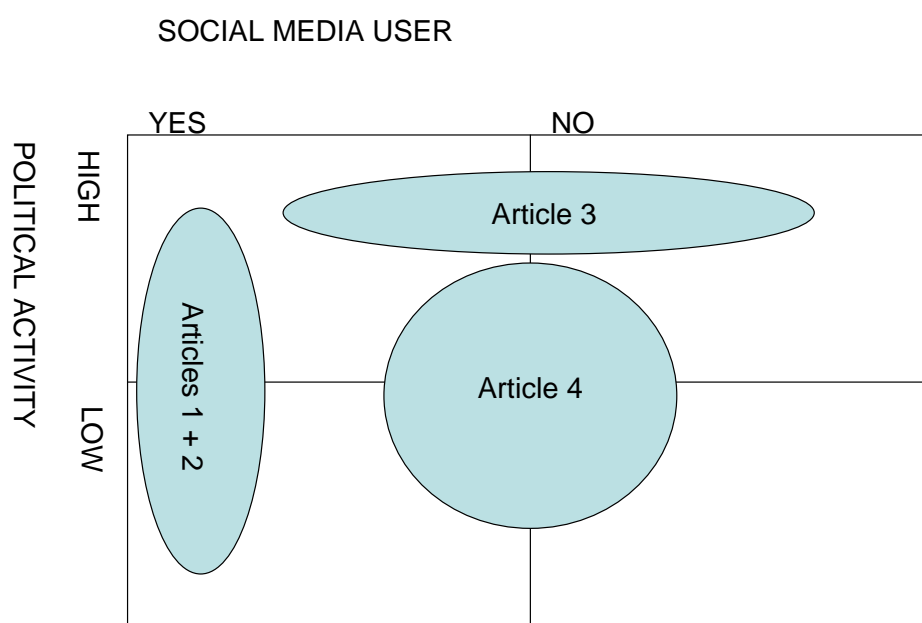 SOCIAL MEDIA USER
YES
NO
POLITICAL ACTIVITY
HIGH
LOW
Article 3
Articles 1 + 2
Article 4